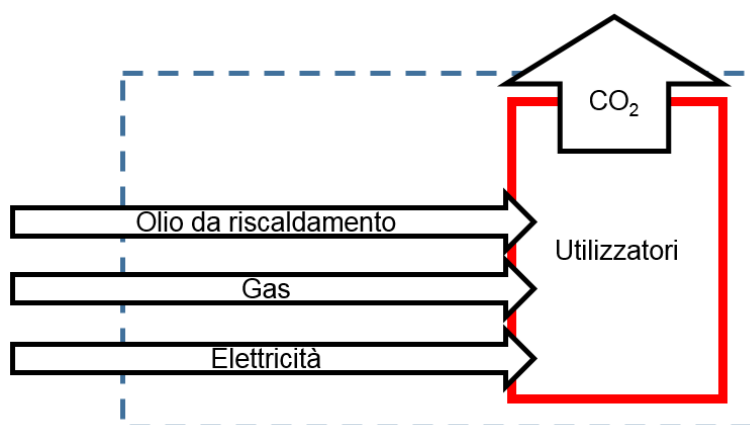 CO₂
Olio da riscaldamento
Utilizzatori
Gas
Elettricità